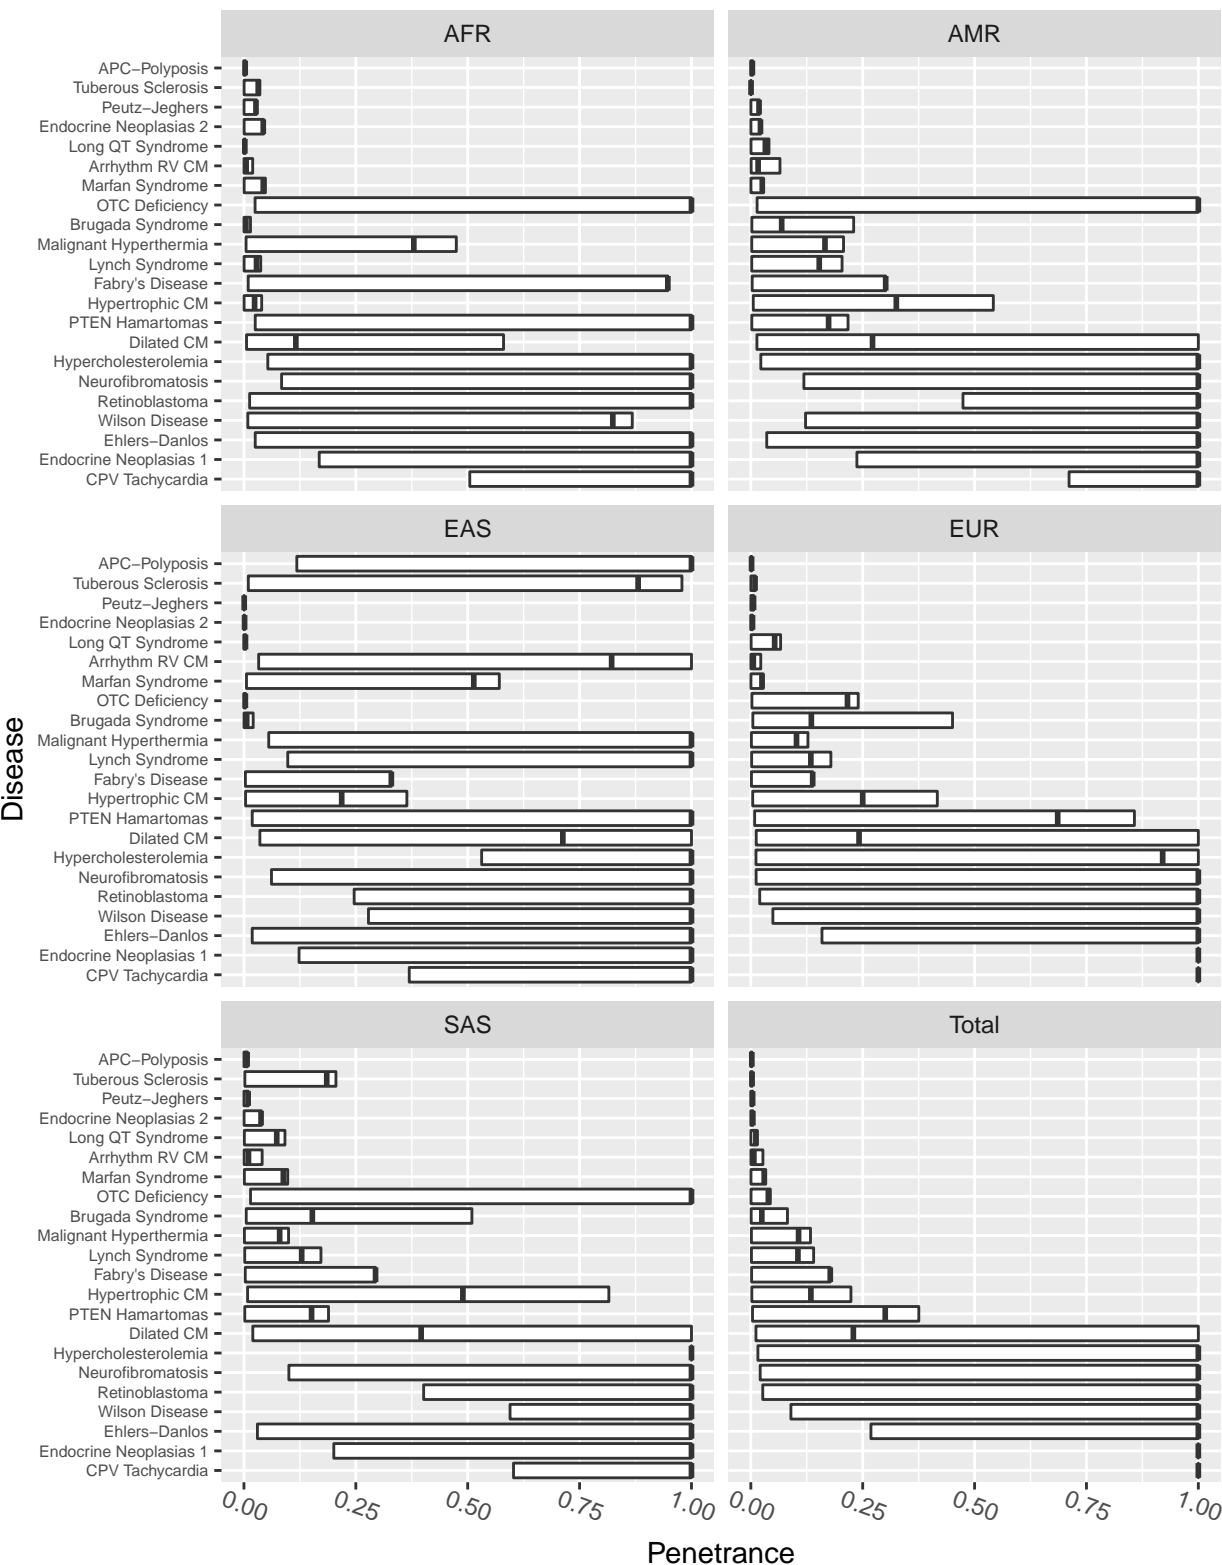 AFR
AMR
APC−Polyposis
Tuberous Sclerosis
Peutz−Jeghers
Endocrine Neoplasias 2
Long QT Syndrome
Arrhythm RV CM
Marfan Syndrome
OTC Deficiency
Brugada Syndrome
Malignant Hyperthermia
Lynch Syndrome
Fabry's Disease
Hypertrophic CM
PTEN Hamartomas
Dilated CM
Hypercholesterolemia
Neurofibromatosis
Retinoblastoma
Wilson Disease
Ehlers−Danlos
Endocrine Neoplasias 1
CPV Tachycardia
EAS
EUR
APC−Polyposis
Tuberous Sclerosis
Peutz−Jeghers
Endocrine Neoplasias 2
Long QT Syndrome
Arrhythm RV CM
Marfan Syndrome
OTC Deficiency
Brugada Syndrome
Malignant Hyperthermia
Lynch Syndrome
Fabry's Disease
Hypertrophic CM
PTEN Hamartomas
Dilated CM
Hypercholesterolemia
Neurofibromatosis
Retinoblastoma
Wilson Disease
Ehlers−Danlos
Endocrine Neoplasias 1
CPV Tachycardia
Disease
SAS
Total
APC−Polyposis
Tuberous Sclerosis
Peutz−Jeghers
Endocrine Neoplasias 2
Long QT Syndrome
Arrhythm RV CM
Marfan Syndrome
OTC Deficiency
Brugada Syndrome
Malignant Hyperthermia
Lynch Syndrome
Fabry's Disease
Hypertrophic CM
PTEN Hamartomas
Dilated CM
Hypercholesterolemia
Neurofibromatosis
Retinoblastoma
Wilson Disease
Ehlers−Danlos
Endocrine Neoplasias 1
CPV Tachycardia
0.00 0.25 0.50 0.75 1.00 0.00 0.25 0.50 0.75 1.00
Penetrance